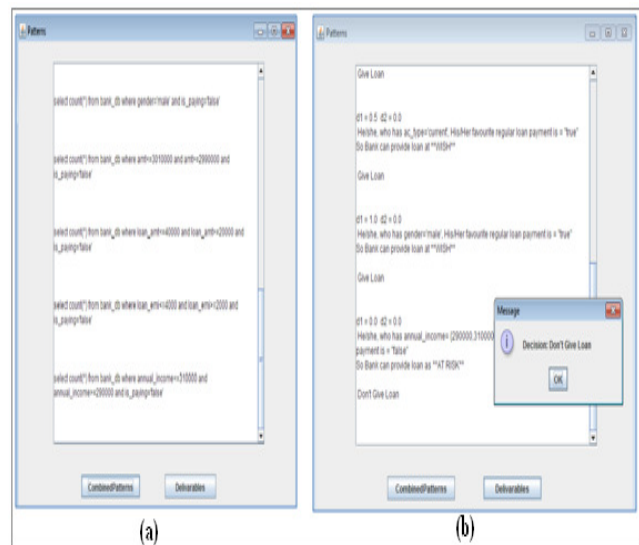 Patterns
select count(*) from bank_db where gender='male' and is_paying='false'
select count(*) from bank_db where amt<=3010000 and amt>=2990000 and
is_paying='false'
select count(*) from bank_db where loan_amt<=40000 and loan_amt>=20000 and
is_paying='false'
select count(*) from bank_db where loan_emi<=4000 and loan_emi>=2000 and
is_paying='false'
select count(*) from bank_db where annual_income<=310000 and
annual_income>=290000 and is_paying='false'
CombinedPatterns
Delivarables
(a)
Patterns
Give Loan
d1 = 0.5 d2 = 0.0
He/she, who has ac_type='current', His/Her favourite regular loan payment is = "true"
So Bank can provide loan at **WISH**
Give Loan
d1 = 1.0 d2 = 0.0
He/she, who has gender='male', His/Her favourite regular loan payment is = "true"
So Bank can provide loan at **WISH**
Give Loan
d1 = 0.0 d2 = 0.0
He/she, who has annual_income= {290000,310000
payment is = "false"
So Bank can provide loan as **AT RISK**
Don't Give Loan
Message
Decision: Don't Give Loan
OK
CombinedPatterns
Delivarables
(b)